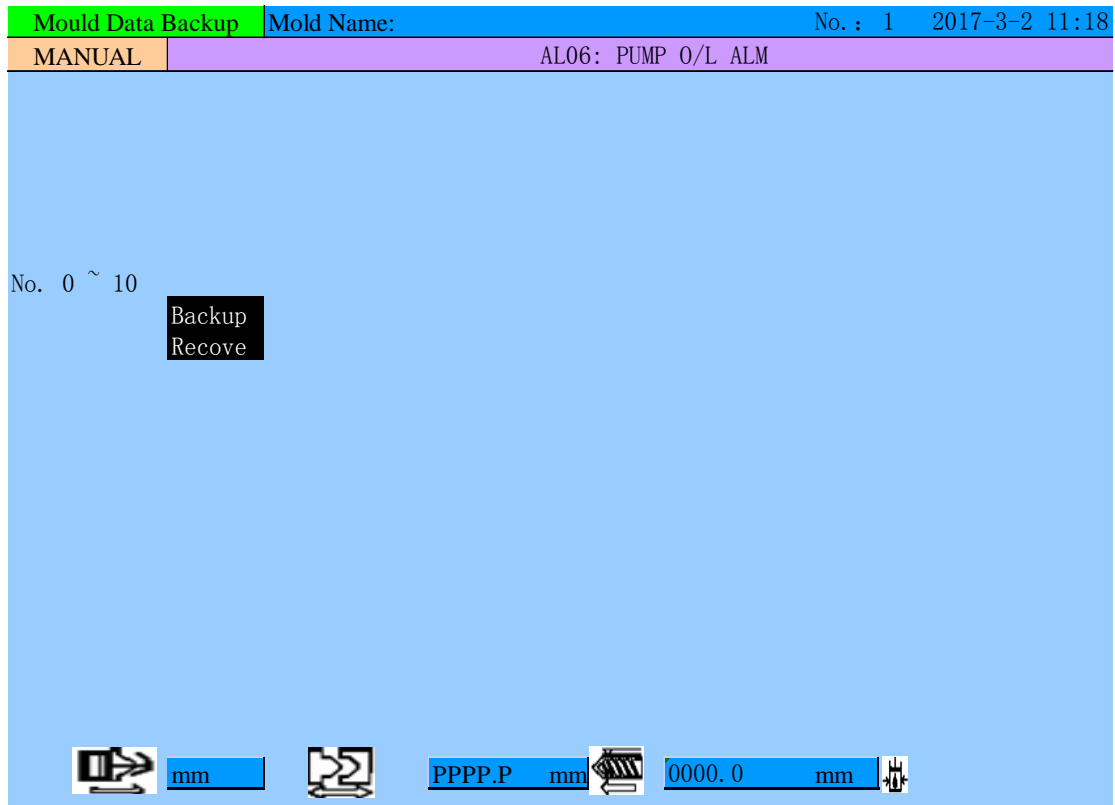 Mould Data Backup Mold Name: No.: 1 2017-3-2 11:18
MANUAL AL06: PUMP O/L ALM
No. 0 ~ 10
Backup
Recove
mm PPPP.P mm 0000.0 mm